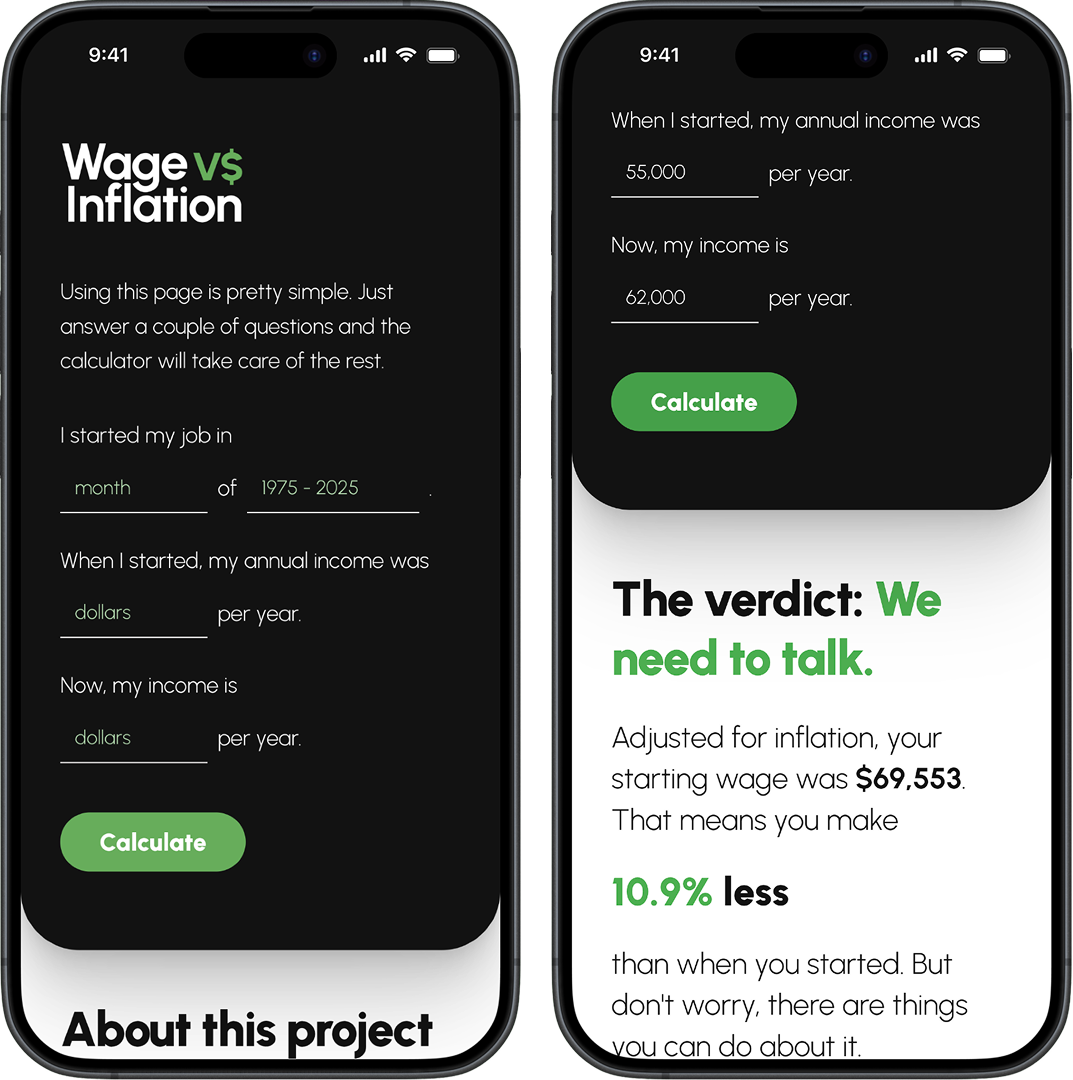 9:41
Wage V$
Inflation
Using this page is pretty simple. Just
answer a couple of questions and the
calculator will take care of the rest.
I started my job in
month of 1975 - 2025 .
When I started, my annual income was
dollars per year.
Now, my income is
dollars per year.
Calculate
About this project
9:41
When I started, my annual income was
55,000 per year.
Now, my income is
62,000 per year.
Calculate
The verdict: We
need to talk.
Adjusted for inflation, your
starting wage was $69,553.
That means you make
10.9% less
than when you started. But
don't worry, there are things
you can do about it.